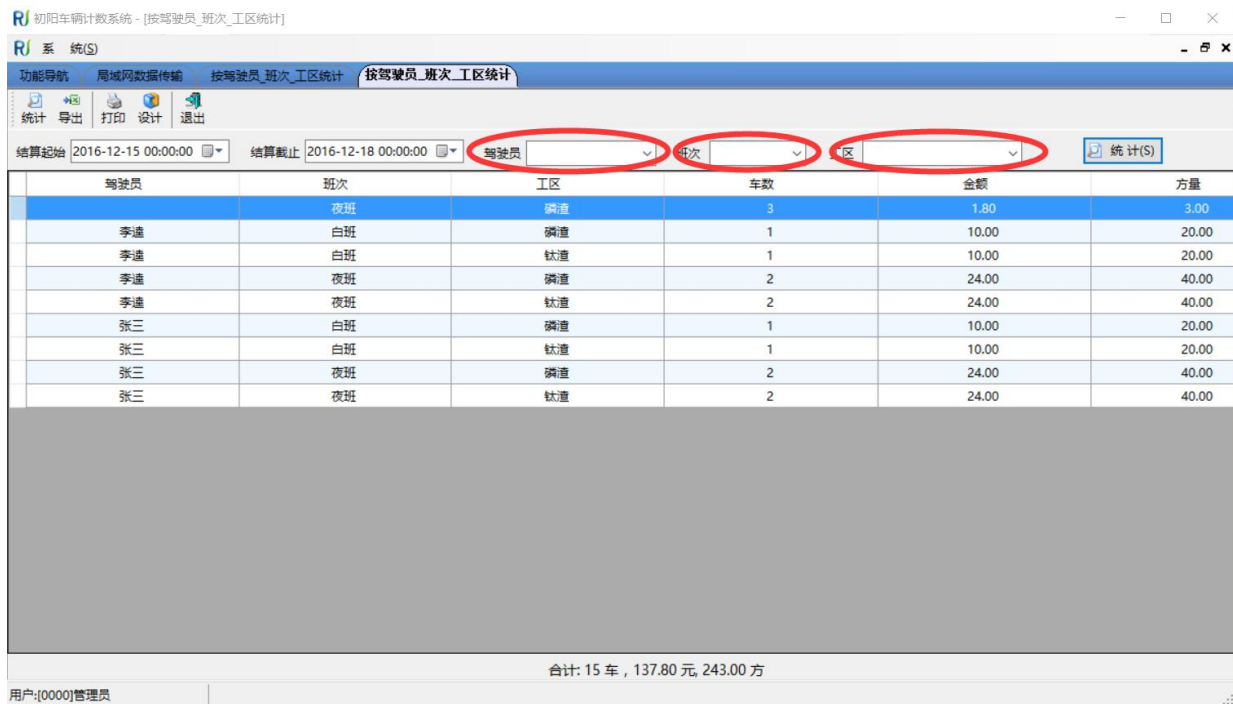 RJ 初阳车辆计数系统 - [按驾驶员_班次_工区统计]
RJ 系 统(S)
功能导航 局域网数据传输 按驾驶员_班次_工区统计 按驾驶员_班次_工区统计
统计 导出 打印 设计 退出
结算起始 2016-12-15 00:00:00 结算截止 2016-12-18 00:00:00 驾驶员 班次 工区 统 计(S)
驾驶员 班次 工区 车数 金额 方量
夜班 磷渣 3 1.80 3.00
李逵 白班 磷渣 1 10.00 20.00
李逵 白班 钛渣 1 10.00 20.00
李逵 夜班 磷渣 2 24.00 40.00
李逵 夜班 钛渣 2 24.00 40.00
张三 白班 磷渣 1 10.00 20.00
张三 白班 钛渣 1 10.00 20.00
张三 夜班 磷渣 2 24.00 40.00
张三 夜班 钛渣 2 24.00 40.00
合计: 15 车 , 137.80 元, 243.00 方
用户:[0000]管理员